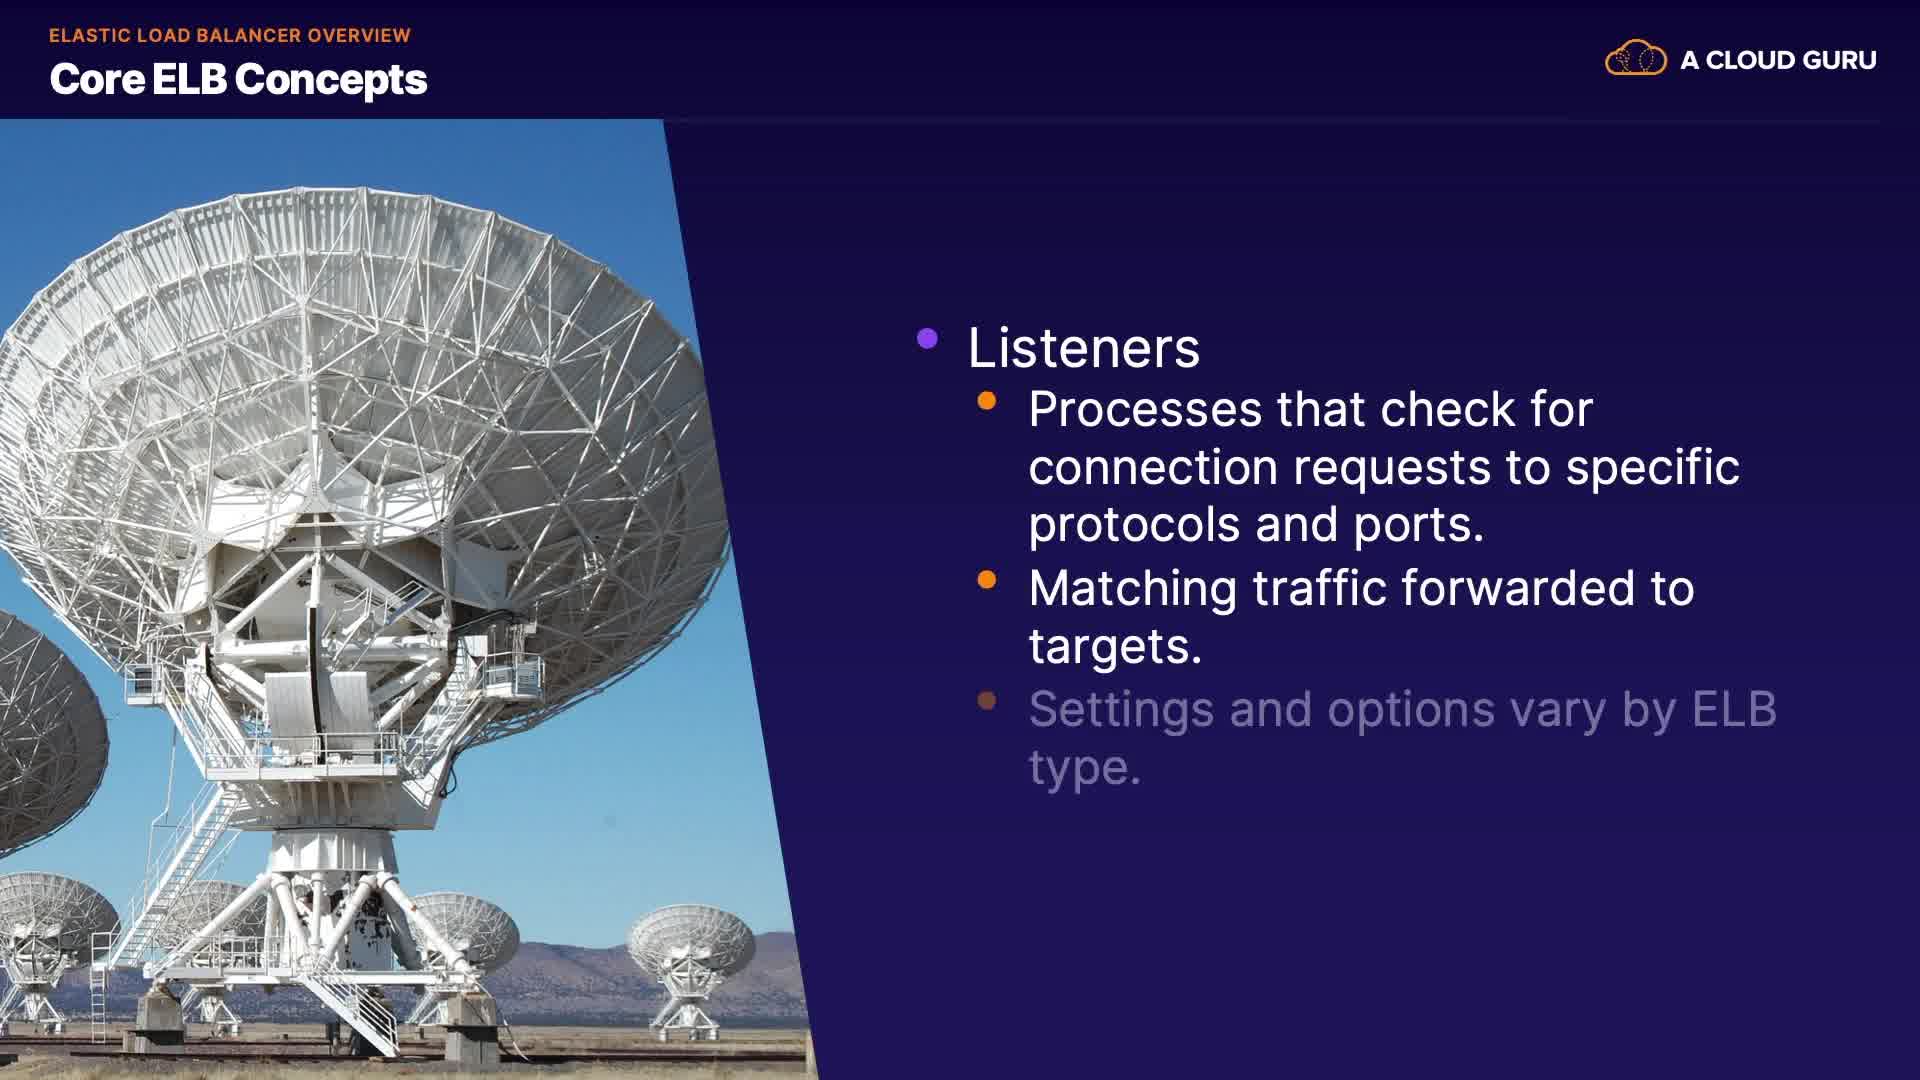 ELASTIC LOAD BALANCER OVERVIEW
Core ELB Concepts
A CLOUD GURU
Listeners
Processes that check for
connection requests to specific
protocols and ports.
Matching traffic forwarded to
targets.
Settings and options vary by ELB
type.